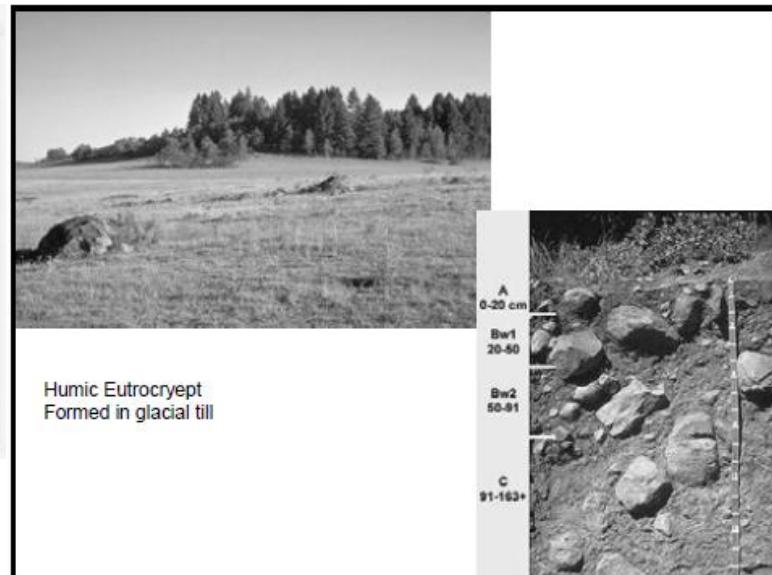 A
0-20 cm
Bw1
20-50
Bw2
50-91
C
91-163+
Humic Eutrocryept
Formed in glacial till